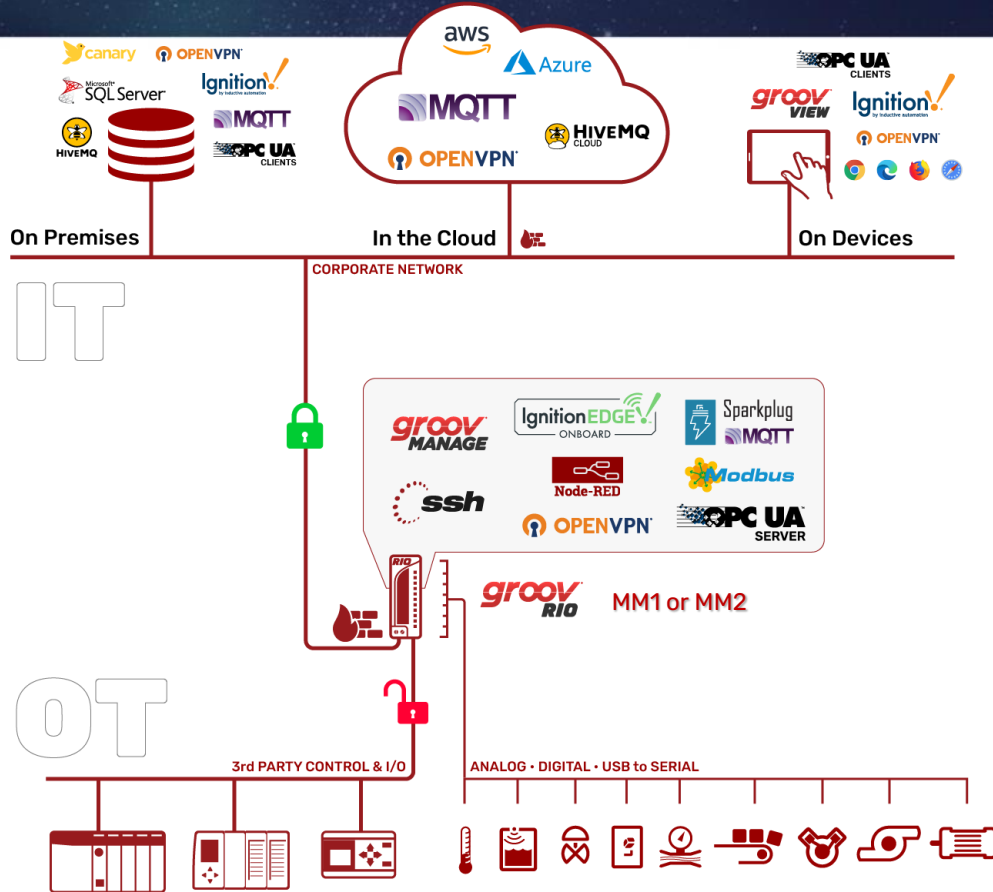 canary
OPENVPN
Microsoft
SQL Server
Ignition!
by inductive automation
HIVEMQ
MQTT
OPC UA
CLIENTS
aws
Azure
MQTT
HIVEMQ
CLOUD
OPENVPN
OPC UA
CLIENTS
groov
VIEW
Ignition!
by inductive automation
OPENVPN
On Premises
In the Cloud
On Devices
CORPORATE NETWORK
IT
groov
MANAGE
Ignition EDGE!
ONBOARD
Sparkplug
MQTT
ssh
Node-RED
Modbus
OPENVPN
OPC UA
SERVER
RIO
groov
RIO
MM1 or MM2
OT
3rd PARTY CONTROL & I/O
ANALOG · DIGITAL · USB to SERIAL